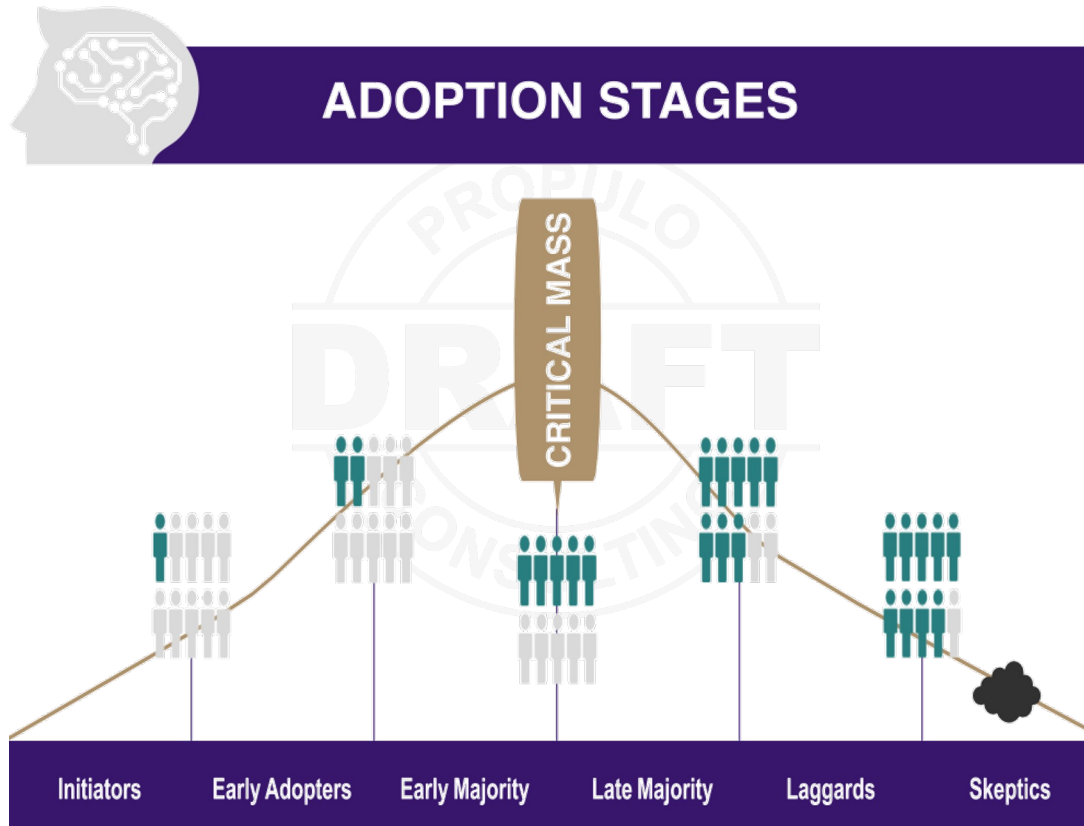 ADOPTION STAGES
PROPULO
DRAFT
CONSULTING
CRITICAL MASS
Initiators
Early Adopters
Early Majority
Late Majority
Laggards
Skeptics